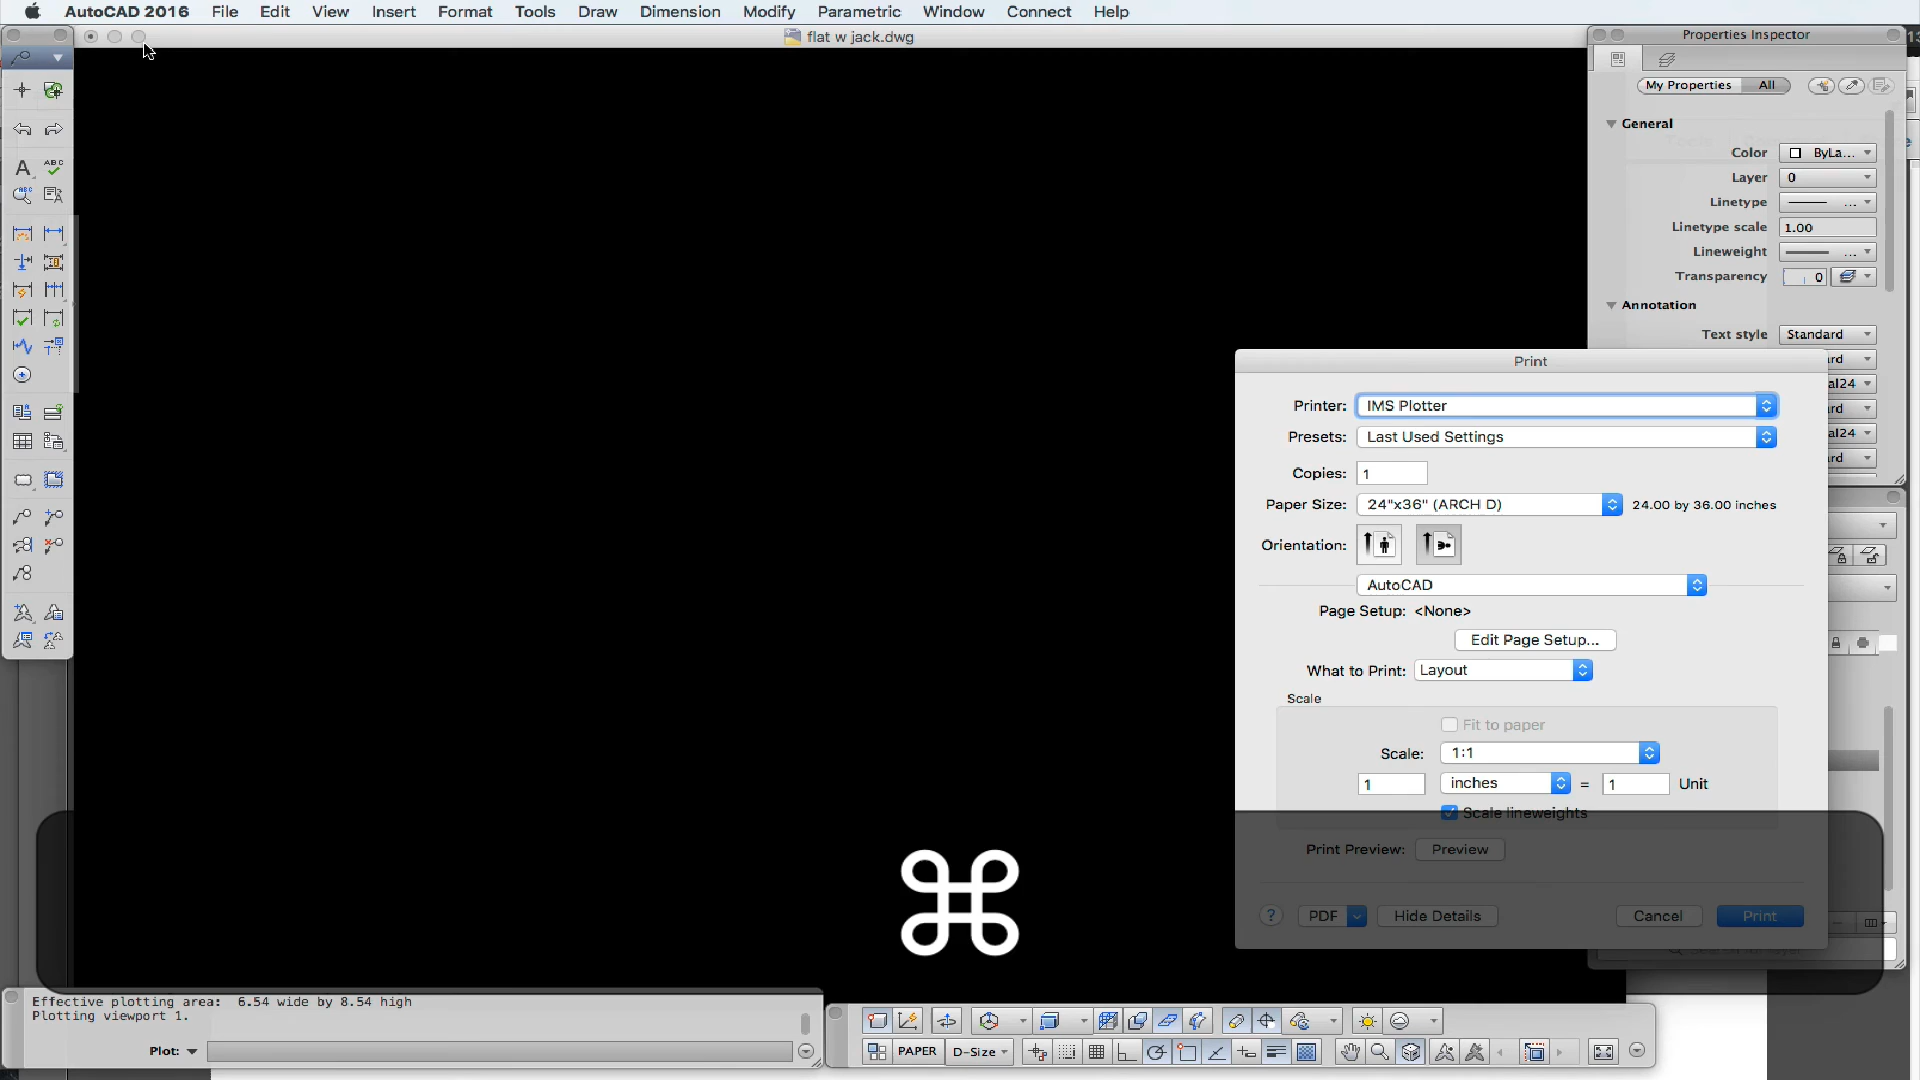 AutoCAD 2016 File Edit View Insert Format Tools Draw Dimension Modify Parametric Window Connect Help
flat w jack.dwg
Properties Inspector
My Properties All
General
Color ByLa...
Layer 0
Linetype ...
Linetype scale 1.00
Lineweight ...
Transparency 0
Annotation
Text style Standard
Print
Printer: IMS Plotter
Presets: Last Used Settings
Copies: 1
Paper Size: 24"x36" (ARCH D) 24.00 by 36.00 inches
Orientation:
AutoCAD
Page Setup: <None>
Edit Page Setup...
What to Print: Layout
Scale
Fit to paper
Scale: 1:1
1 inches = 1 Unit
Scale lineweights
Print Preview: Preview
? PDF Hide Details Cancel Print
rd
al24
rd
al24
rd
Effective plotting area: 6.54 wide by 8.54 high
Plotting viewport 1.
Plot:
PAPER D-Size